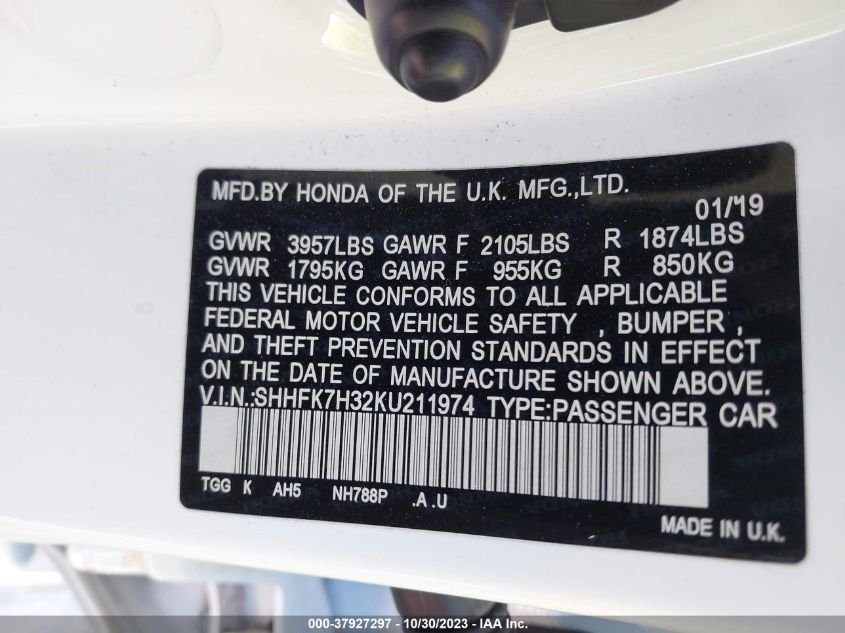 MFD.BY HONDA OF THE U.K. MFG.,LTD.
01/19
GVWR 3957LBS GAWR F 2105LBS R 1874LBS
GVWR 1795KG GAWR F 955KG R 850KG
THIS VEHICLE CONFORMS TO ALL APPLICABLE
FEDERAL MOTOR VEHICLE SAFETY , BUMPER ,
AND THEFT PREVENTION STANDARDS IN EFFECT
ON THE DATE OF MANUFACTURE SHOWN ABOVE.
V.I.N.:SHHFK7H32KU211974 TYPE:PASSENGER CAR
TGG K AH5 NH788P .A .U
MADE IN U.K.
000-37927297 / 10/30/2023 - IAA Inc.